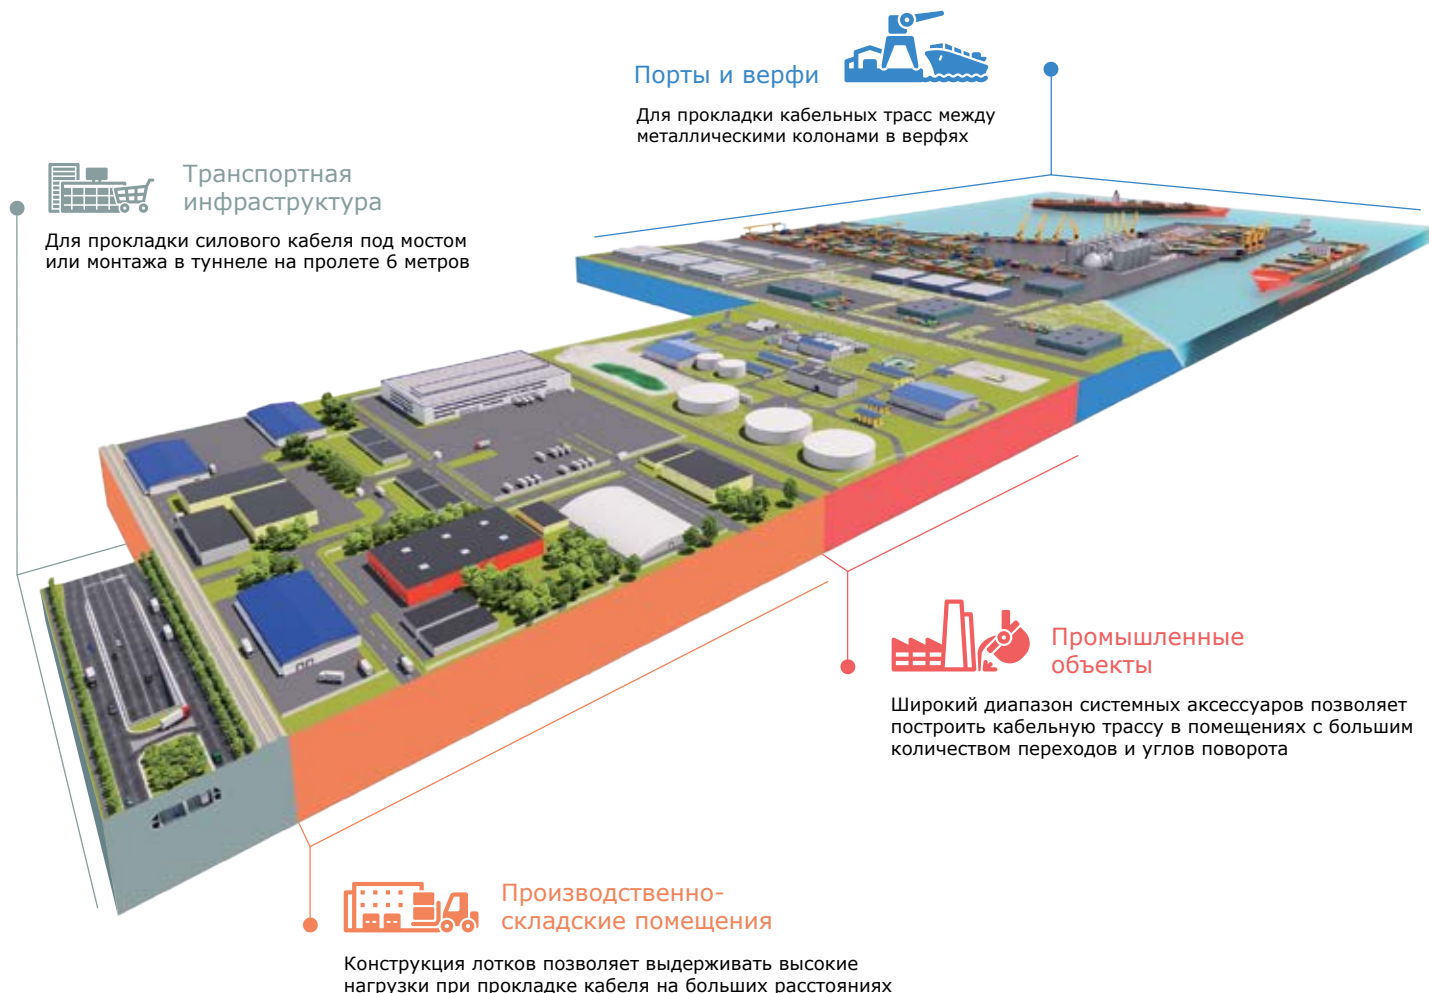 Порты и верфи
Для прокладки кабельных трасс между
металлическими колонами в верфях
Транспортная
инфраструктура
Для прокладки силового кабеля под мостом
или монтажа в туннеле на пролете 6 метров
Промышленные
объекты
Широкий диапазон системных аксессуаров позволяет
построить кабельную трассу в помещениях с большим
количеством переходов и углов поворота
Производственно-
складские помещения
Конструкция лотков позволяет выдерживать высокие
нагрузки при прокладке кабеля на больших расстояниях